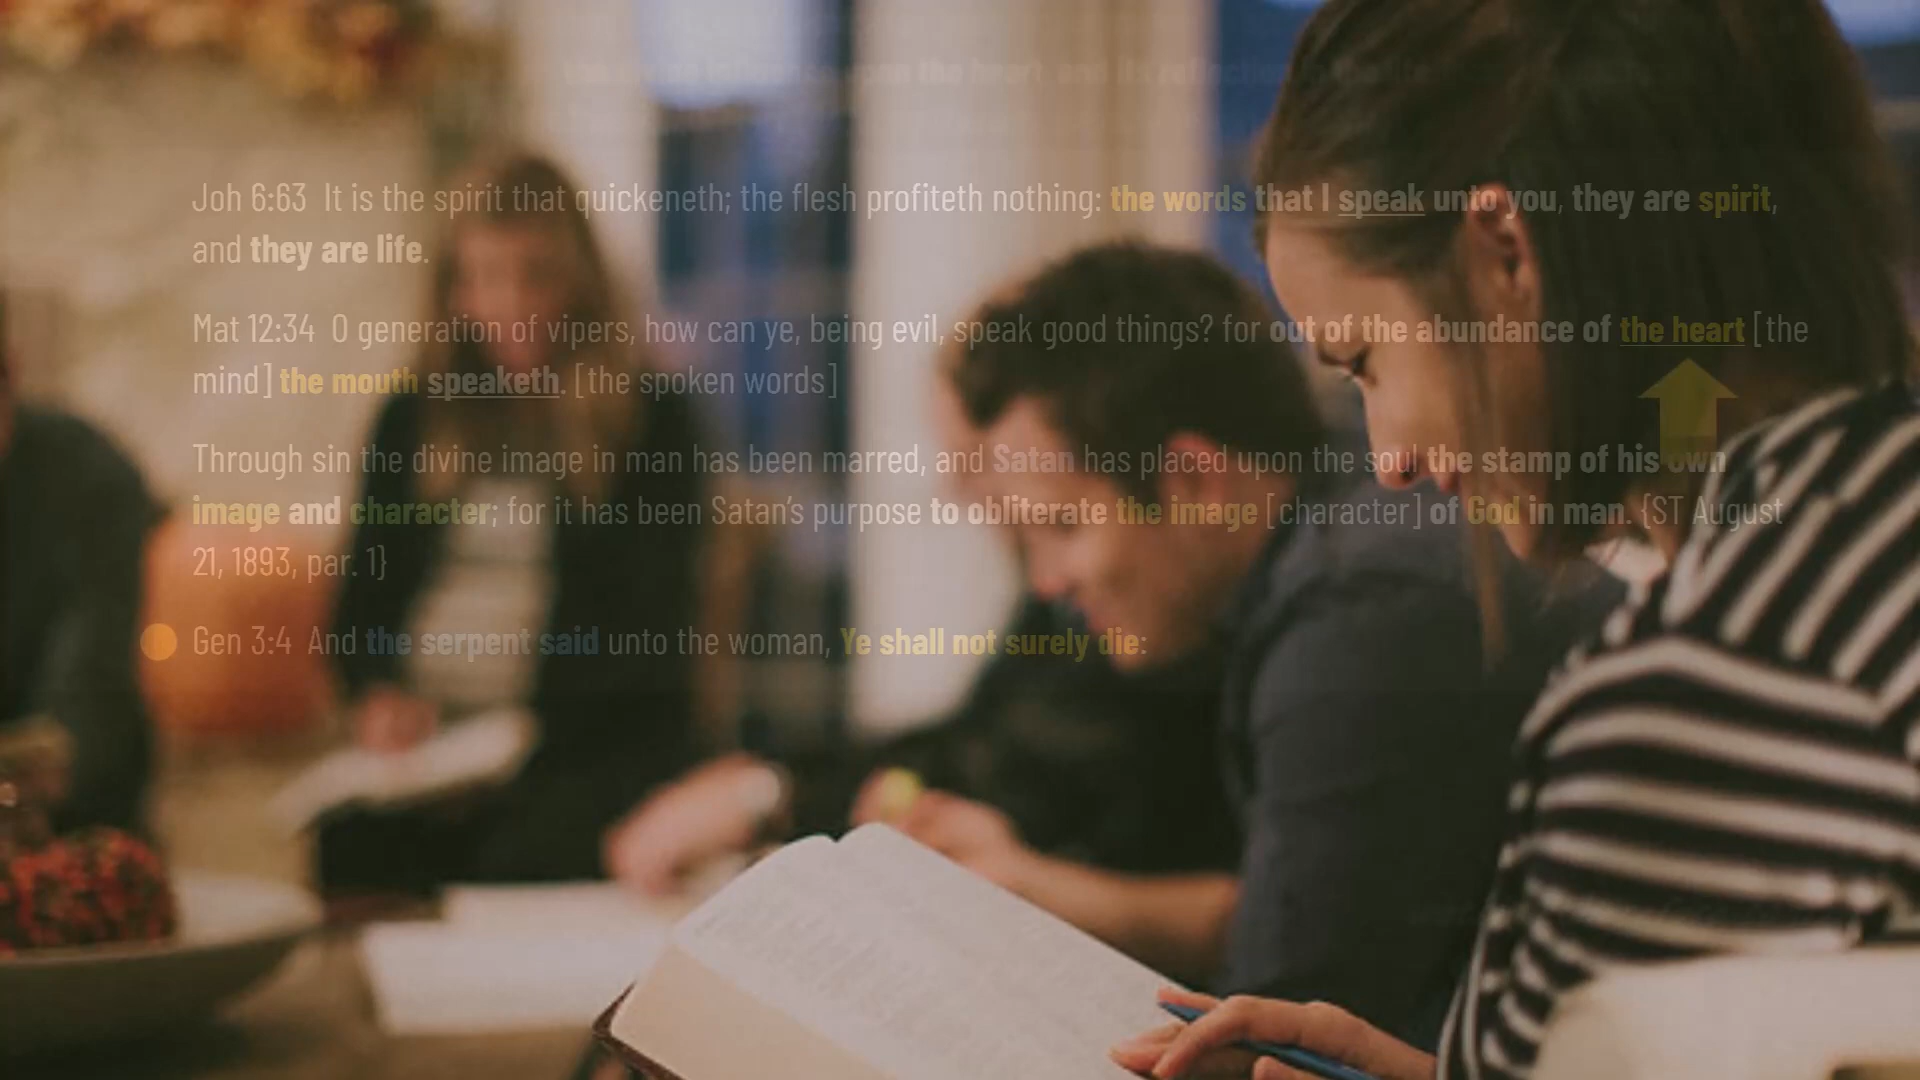 upon the heart, and its reflection
Joh 6:63 It is the spirit that quickeneth; the flesh profiteth nothing: the words that I speak unto you, they are spirit,
and they are life.
Mat 12:34 O generation of vipers, how can ye, being evil, speak good things? for out of the abundance of the heart [the
mind] the mouth speaketh. [the spoken words]
Through sin the divine image in man has been marred, and Satan has placed upon the soul the stamp of his own
image and character; for it has been Satan’s purpose to obliterate the image [character] of God in man. {ST August
21, 1893, par. 1}
Gen 3:4 And the serpent said unto the woman, Ye shall not surely die: